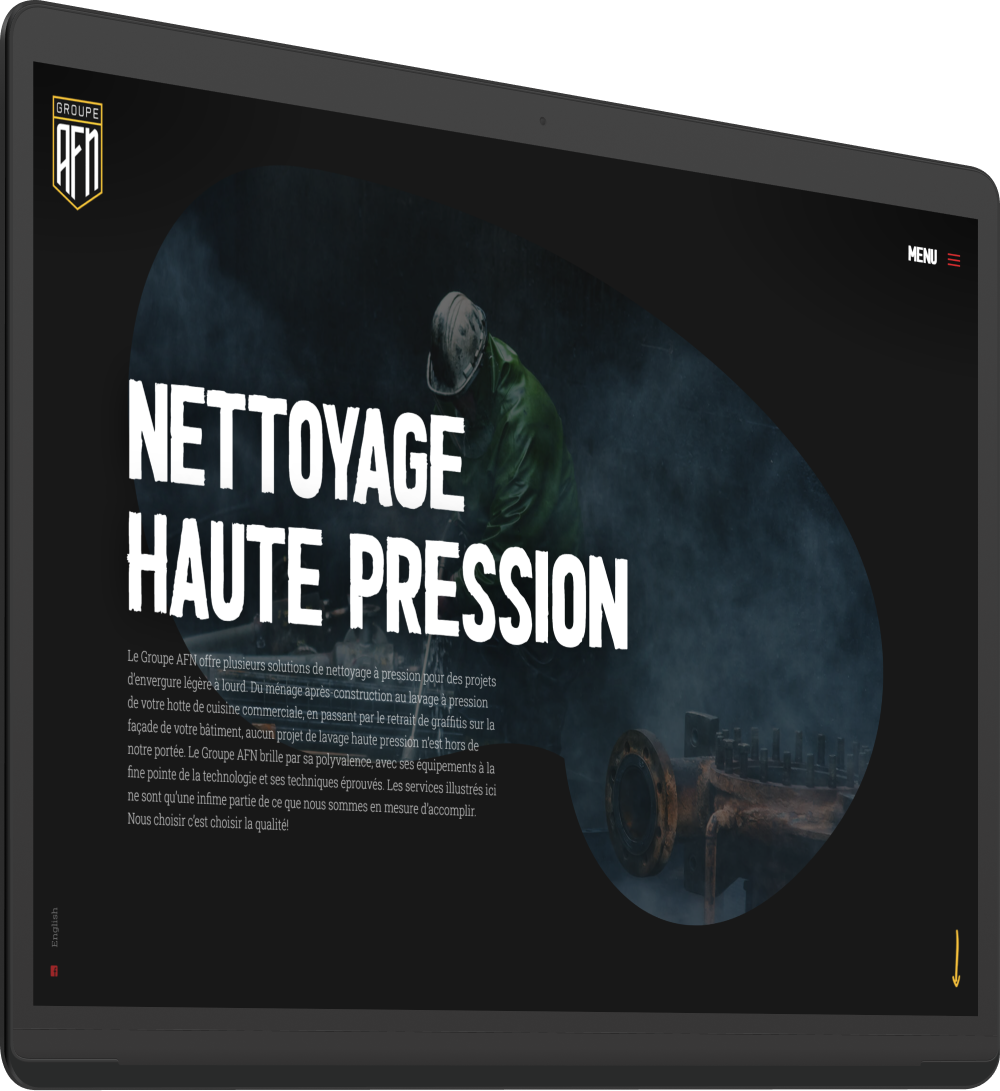 GROUPE
AFN
MENU
NETTOYAGE
HAUTE PRESSION
Le Groupe AFN offre plusieurs solutions de nettoyage à pression pour des projets
d'envergure légère à lourd. Du ménage après-construction au lavage à pression
de votre hotte de cuisine commerciale, en passant par le retrait de graffitis sur la
façade de votre bâtiment, aucun projet de lavage haute pression n'est hors de
notre portée. Le Groupe AFN brille par sa polyvalence, avec ses équipements à la
fine pointe de la technologie et ses techniques éprouvés. Les services illustrés ici
ne sont qu'une infime partie de ce que nous sommes en mesure d'accomplir.
Nous choisir c'est choisir la qualité!
English